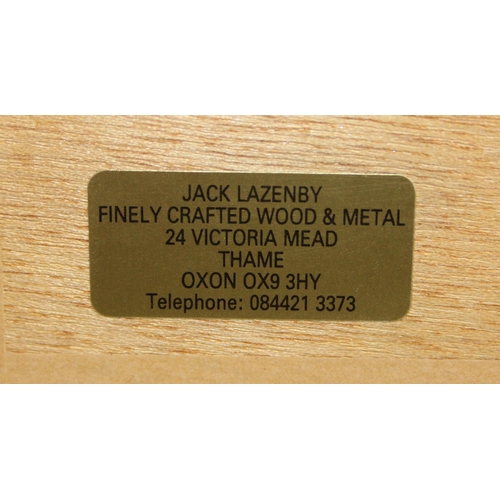 JACK LAZENBY
FINELY CRAFTED WOOD & METAL
24 VICTORIA MEAD
THAME
OXON OX9 3HY
Telephone: 084421 3373